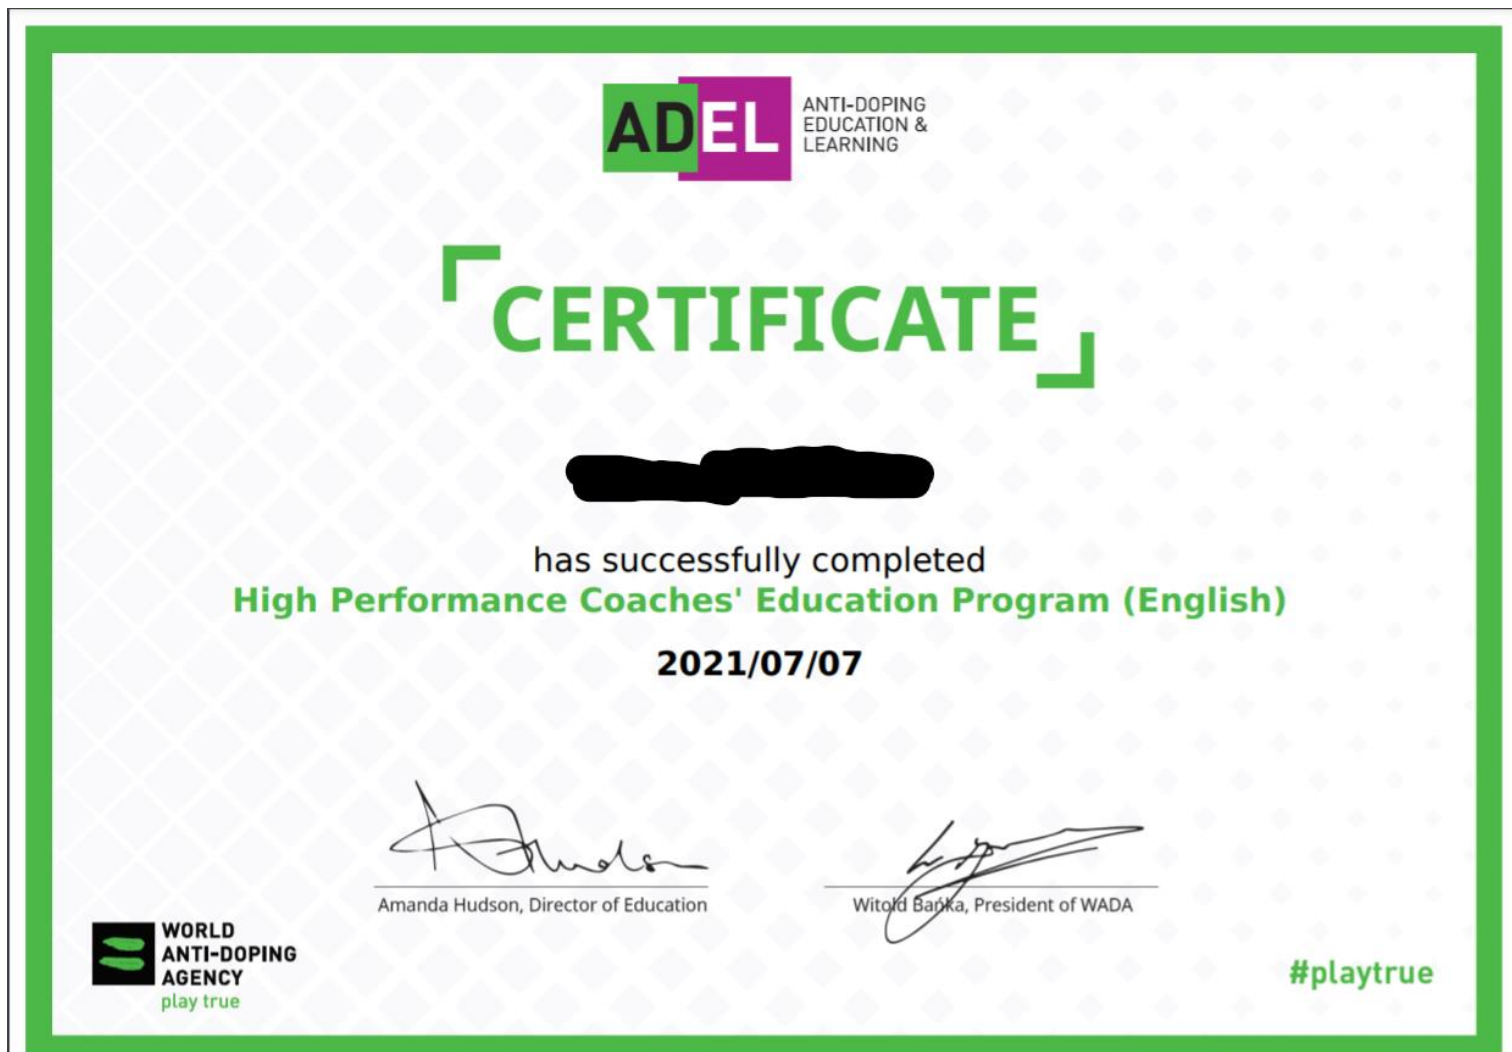 ADEL
ANTI-DOPING
EDUCATION &
LEARNING
CERTIFICATE
has successfully completed
High Performance Coaches' Education Program (English)
2021/07/07
Amanda Hudson, Director of Education
Witold Bańka, President of WADA
WORLD
ANTI-DOPING
AGENCY
play true
#playtrue